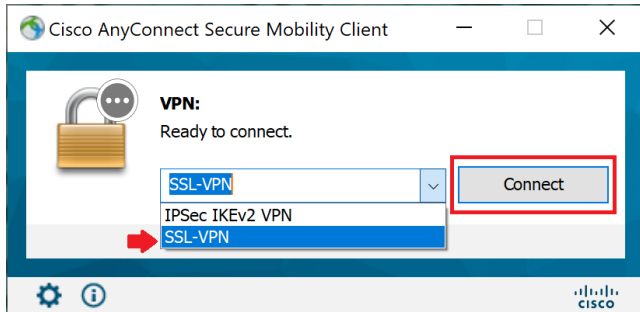 Cisco AnyConnect Secure Mobility Client
VPN:
Ready to connect.
SSL-VPN
Connect
IPSec IKEv2 VPN
SSL-VPN
CISCO